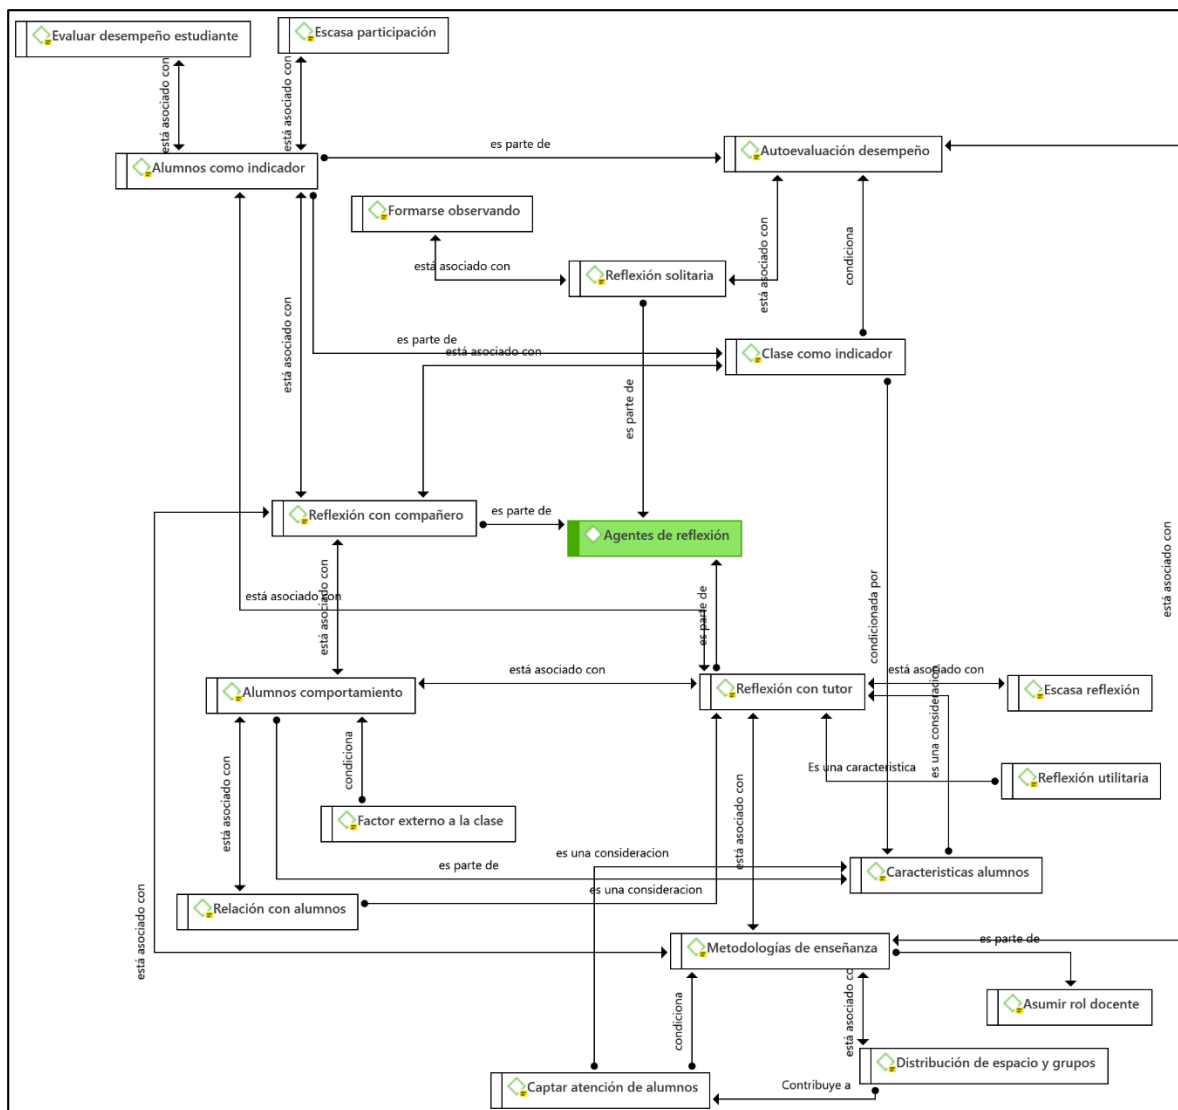 Evaluar desempeño estudiante
Escasa participación
está asociado con
está asociado con
es parte de
Alumnos como indicador
Autoevaluación desempeño
Formarse observando
está asociado con
Reflexión solitaria
está asociado con
condiciona
está asociado con
es parte de
está asociado con
Clase como indicador
es parte de
Reflexión con compañero
es parte de
Agentes de reflexión
está asociado con
está asociado con
está asociado con
es parte de
condicionada por
está asociado con
Alumnos comportamiento
está asociado con
Reflexión con tutor
está asociado con
Escasa reflexión
es una consideracion
Es una caracteristica
Reflexión utilitaria
está asociado con
condiciona
Factor externo a la clase
está asociado con
es una consideracion
es parte de
Caracteristicas alumnos
es una consideracion
Relación con alumnos
está asociado con
Metodologías de enseñanza
es parte de
Asumir rol docente
condiciona
está asociado co
Distribución de espacio y grupos
Captar atención de alumnos
Contribuye a